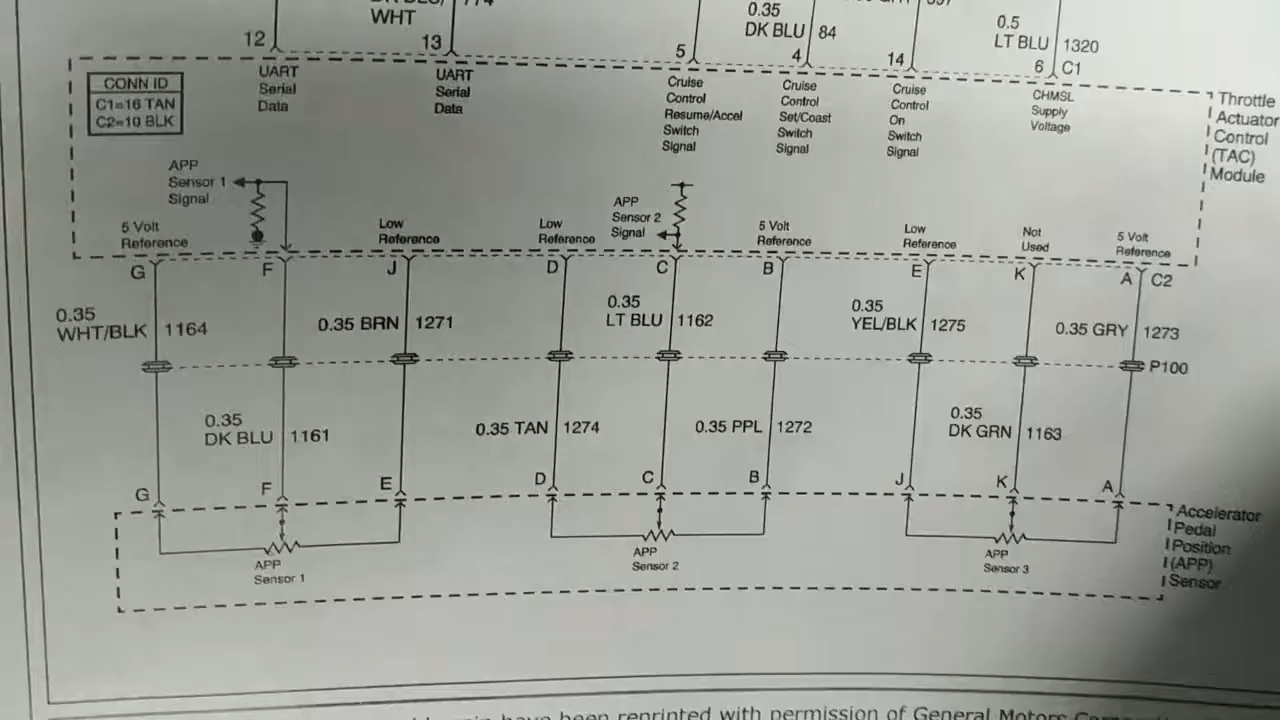 WHT
0.35
DK BLU 84
0.5
LT BLU 1320
12
13
5
4
14
6 C1
CONN ID
C1=16 TAN
C2=10 BLK
UART
Serial
Data
UART
Serial
Data
Cruise
Control
Resume/Accel
Switch
Signal
Cruise
Control
Set/Coast
Switch
Signal
Cruise
Control
On
Switch
Signal
CHMSL
Supply
Voltage
Throttle
Actuator
Control
(TAC)
Module
APP
Sensor 1
Signal
APP
Sensor 2
Signal
5 Volt
Reference
Low
Reference
Low
Reference
5 Volt
Reference
Low
Reference
Not
Used
5 Volt
Reference
G
F
J
D
C
B
E
K
A C2
0.35
WHT/BLK 1164
0.35 BRN 1271
0.35
LT BLU 1162
0.35
YEL/BLK 1275
0.35 GRY 1273
P100
0.35
DK BLU 1161
0.35 TAN 1274
0.35 PPL 1272
0.35
DK GRN 1163
G
F
E
D
C
B
J
K
A
APP
Sensor 1
APP
Sensor 2
APP
Sensor 3
Accelerator
Pedal
Position
(APP)
Sensor
have been reprinted with permission of General Motors